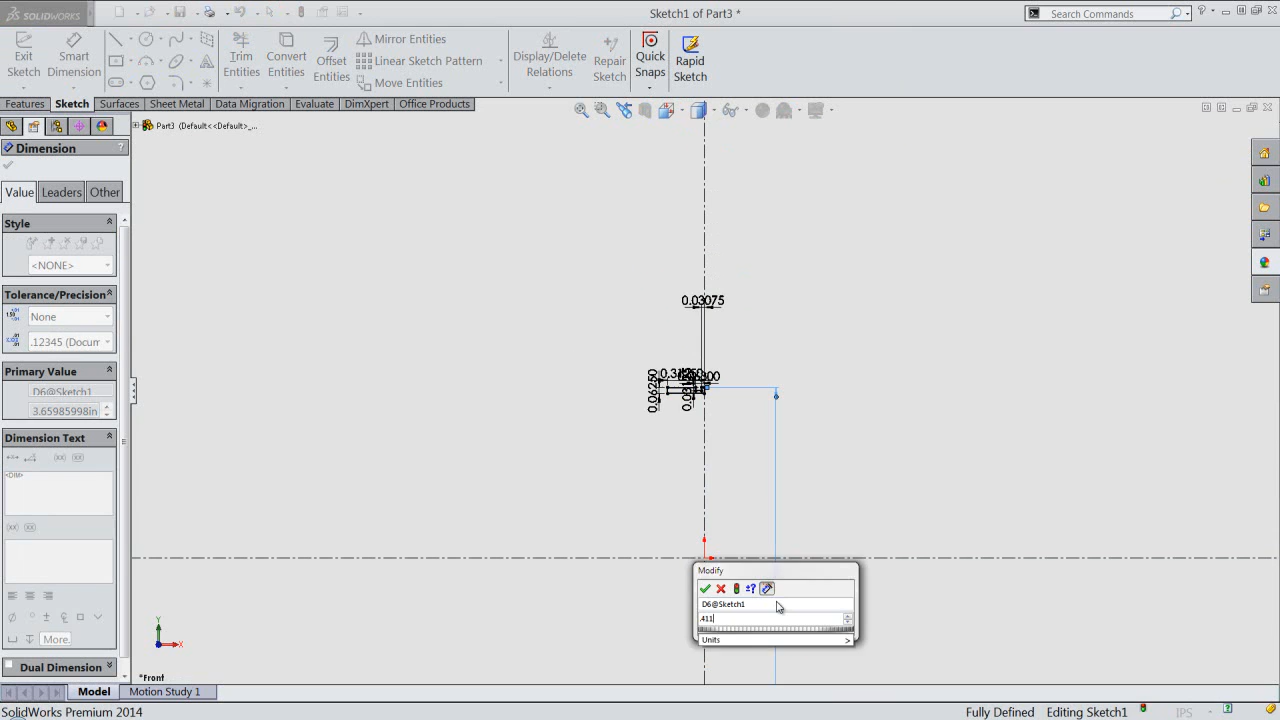 SOLIDWORKS
Sketch1 of Part3 *
Search Commands
Exit Sketch
Smart Dimension
Trim Entities
Convert Entities
Offset Entities
Mirror Entities
Linear Sketch Pattern
Move Entities
Display/Delete Relations
Repair Sketch
Quick Snaps
Rapid Sketch
Features
Sketch
Surfaces
Sheet Metal
Data Migration
Evaluate
DimXpert
Office Products
Part3 (Default<<Default>_...
Dimension
?
Value
Leaders
Other
Style
<NONE>
Tolerance/Precision
None
.12345 (Docum
Primary Value
D6@Sketch1
3.65985998in
Dimension Text
<DIM>
More...
Dual Dimension
0.03075
0.06250
Modify
D6@Sketch1
.411
Units >
Y
X
*Front
Model
Motion Study 1
SolidWorks Premium 2014
Fully Defined
Editing Sketch1
IPS